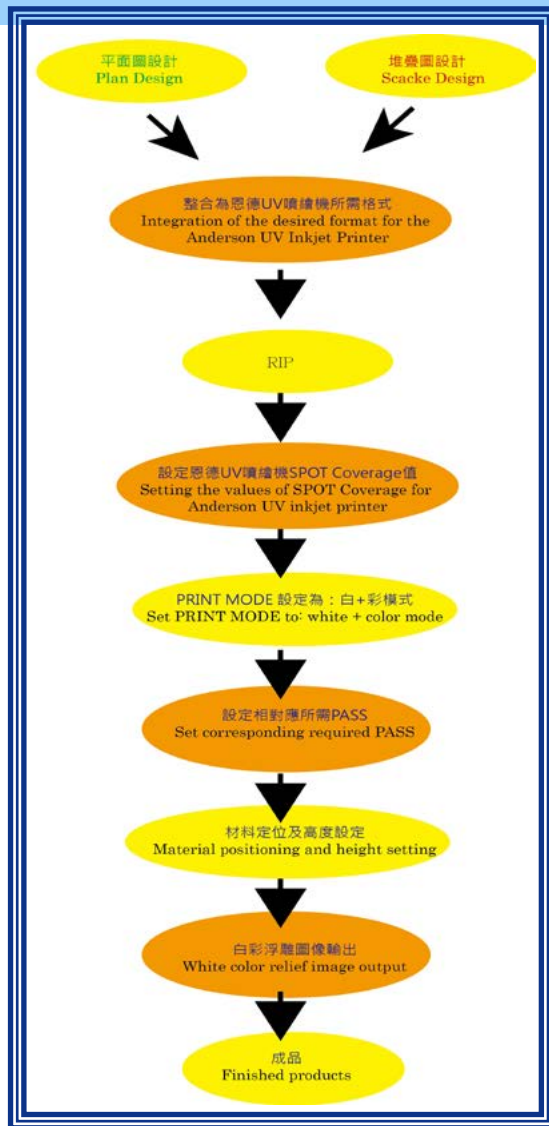 平面圖設計
Plan Design
堆疊圖設計
Scacke Design
整合為恩德UV噴繪機所需格式
Integration of the desired format for the
Anderson UV Inkjet Printer
RIP
設定恩德UV噴繪機SPOT Coverage值
Setting the values of SPOT Coverage for
Anderson UV inkjet printer
PRINT MODE 設定為：白+彩模式
Set PRINT MODE to: white + color mode
設定相對應所需PASS
Set corresponding required PASS
材料定位及高度設定
Material positioning and height setting
白彩浮雕圖像輸出
White color relief image output
成品
Finished products